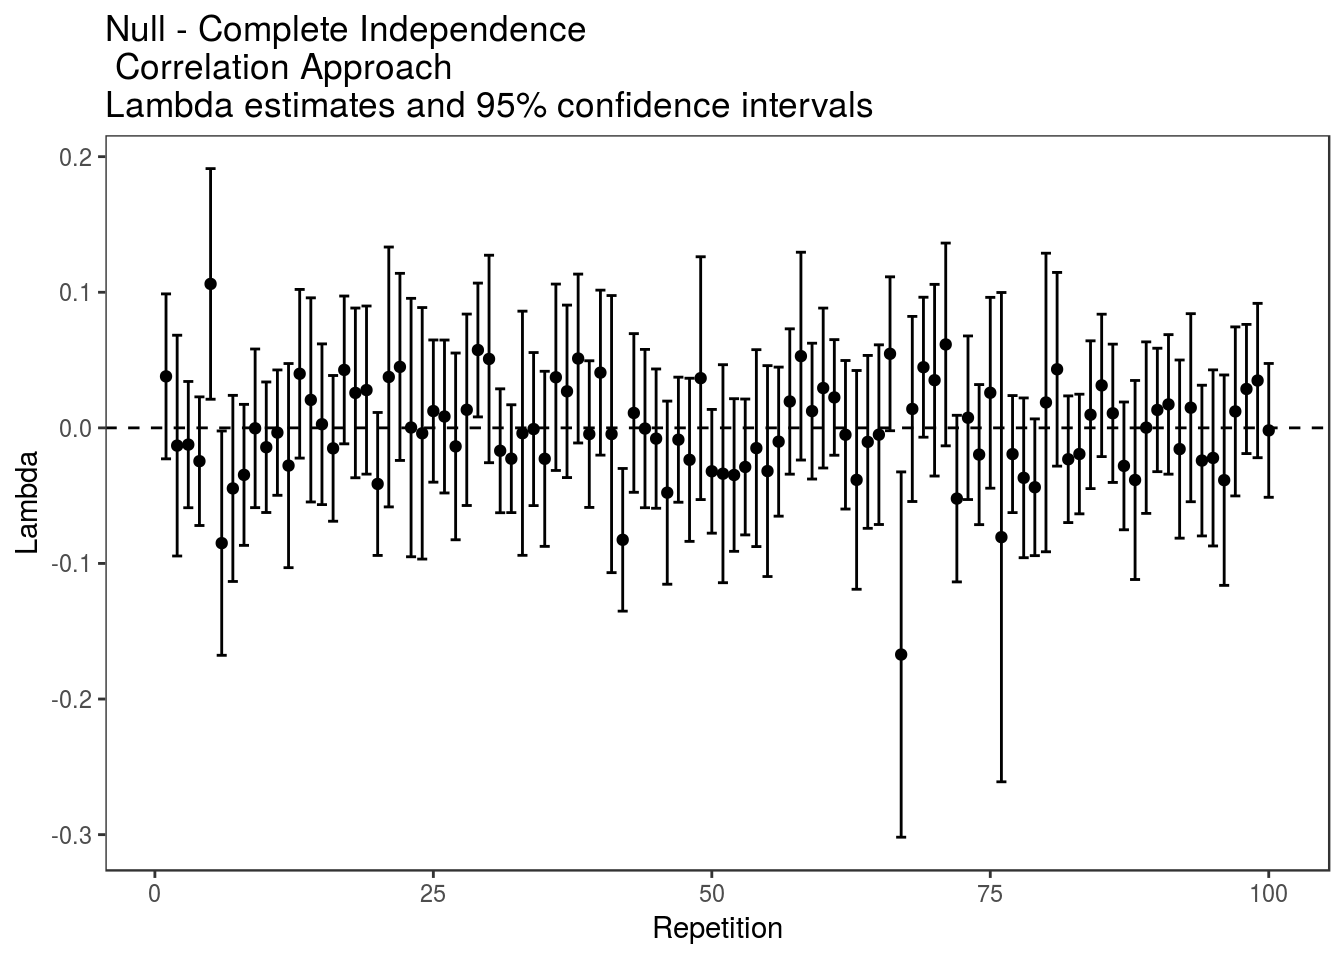 Null - Complete Independence
Correlation Approach
Lambda estimates and 95% confidence intervals
0.2
0.1
0.0
-0.1
-0.2
-0.3
Lambda
0 25 50 75 100
Repetition